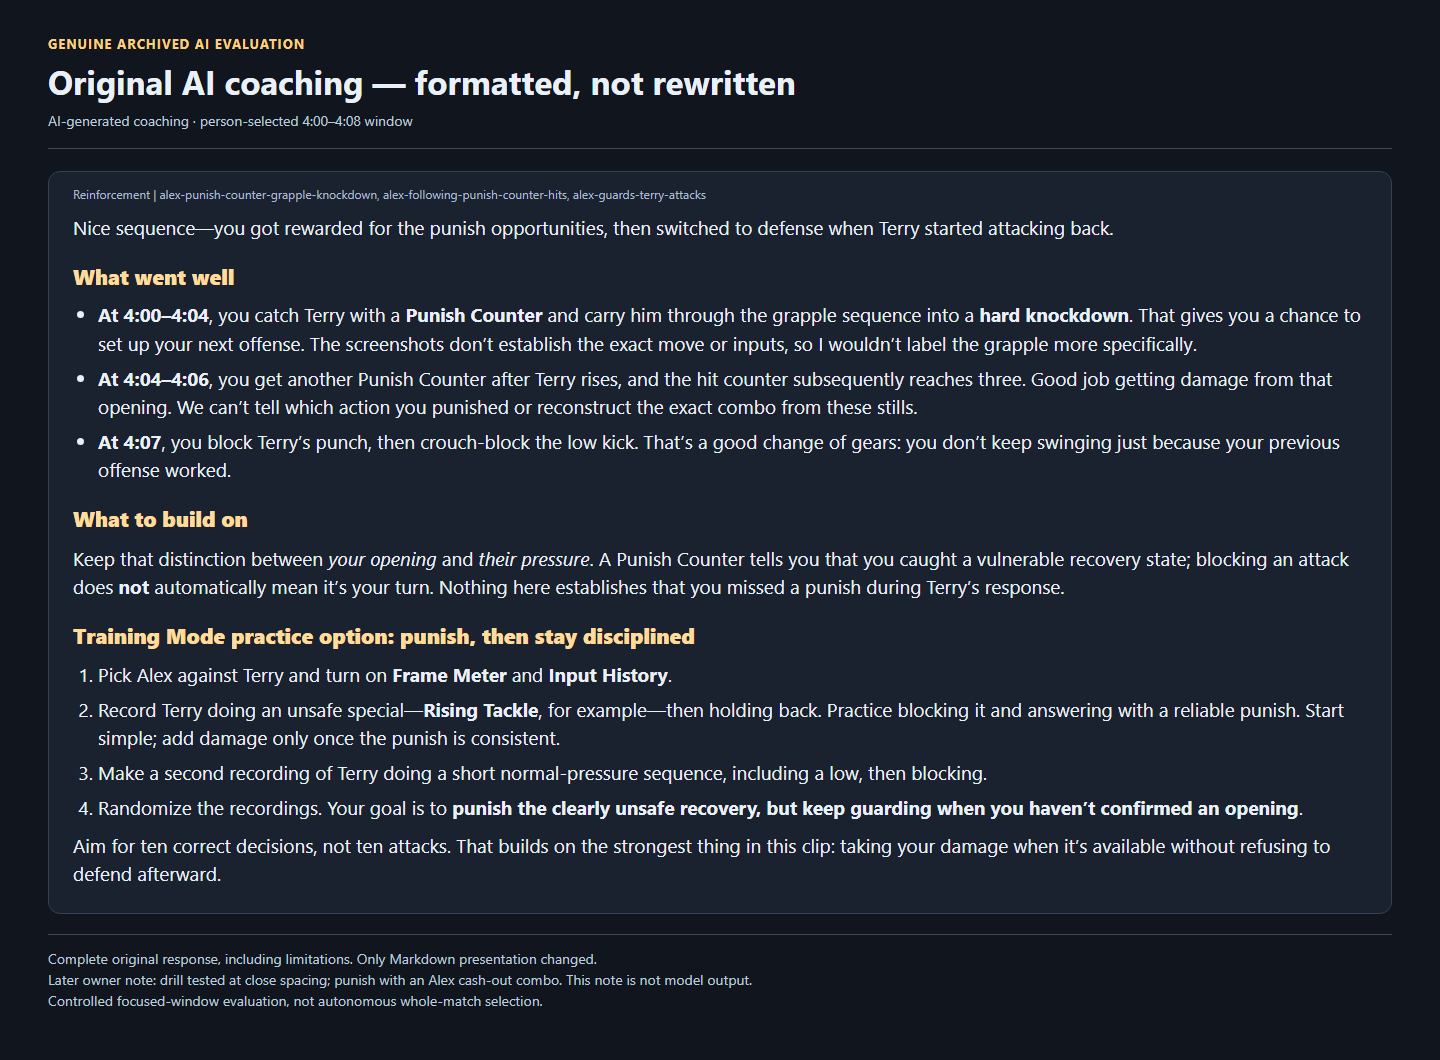 GENUINE ARCHIVED AI EVALUATION
Original AI coaching — formatted, not rewritten
AI-generated coaching · person-selected 4:00–4:08 window
Reinforcement | alex-punish-counter-grapple-knockdown, alex-following-punish-counter-hits, alex-guards-terry-attacks
Nice sequence—you got rewarded for the punish opportunities, then switched to defense when Terry started attacking back.
What went well
• At 4:00–4:04, you catch Terry with a Punish Counter and carry him through the grapple sequence into a hard knockdown. That gives you a chance to
set up your next offense. The screenshots don’t establish the exact move or inputs, so I wouldn’t label the grapple more specifically.
• At 4:04–4:06, you get another Punish Counter after Terry rises, and the hit counter subsequently reaches three. Good job getting damage from that
opening. We can’t tell which action you punished or reconstruct the exact combo from these stills.
• At 4:07, you block Terry’s punch, then crouch-block the low kick. That’s a good change of gears: you don’t keep swinging just because your previous
offense worked.
What to build on
Keep that distinction between your opening and their pressure. A Punish Counter tells you that you caught a vulnerable recovery state; blocking an attack
does not automatically mean it’s your turn. Nothing here establishes that you missed a punish during Terry’s response.
Training Mode practice option: punish, then stay disciplined
1. Pick Alex against Terry and turn on Frame Meter and Input History.
2. Record Terry doing an unsafe special—Rising Tackle, for example—then holding back. Practice blocking it and answering with a reliable punish. Start
simple; add damage only once the punish is consistent.
3. Make a second recording of Terry doing a short normal-pressure sequence, including a low, then blocking.
4. Randomize the recordings. Your goal is to punish the clearly unsafe recovery, but keep guarding when you haven’t confirmed an opening.
Aim for ten correct decisions, not ten attacks. That builds on the strongest thing in this clip: taking your damage when it’s available without refusing to
defend afterward.
Complete original response, including limitations. Only Markdown presentation changed.
Later owner note: drill tested at close spacing; punish with an Alex cash-out combo. This note is not model output.
Controlled focused-window evaluation, not autonomous whole-match selection.